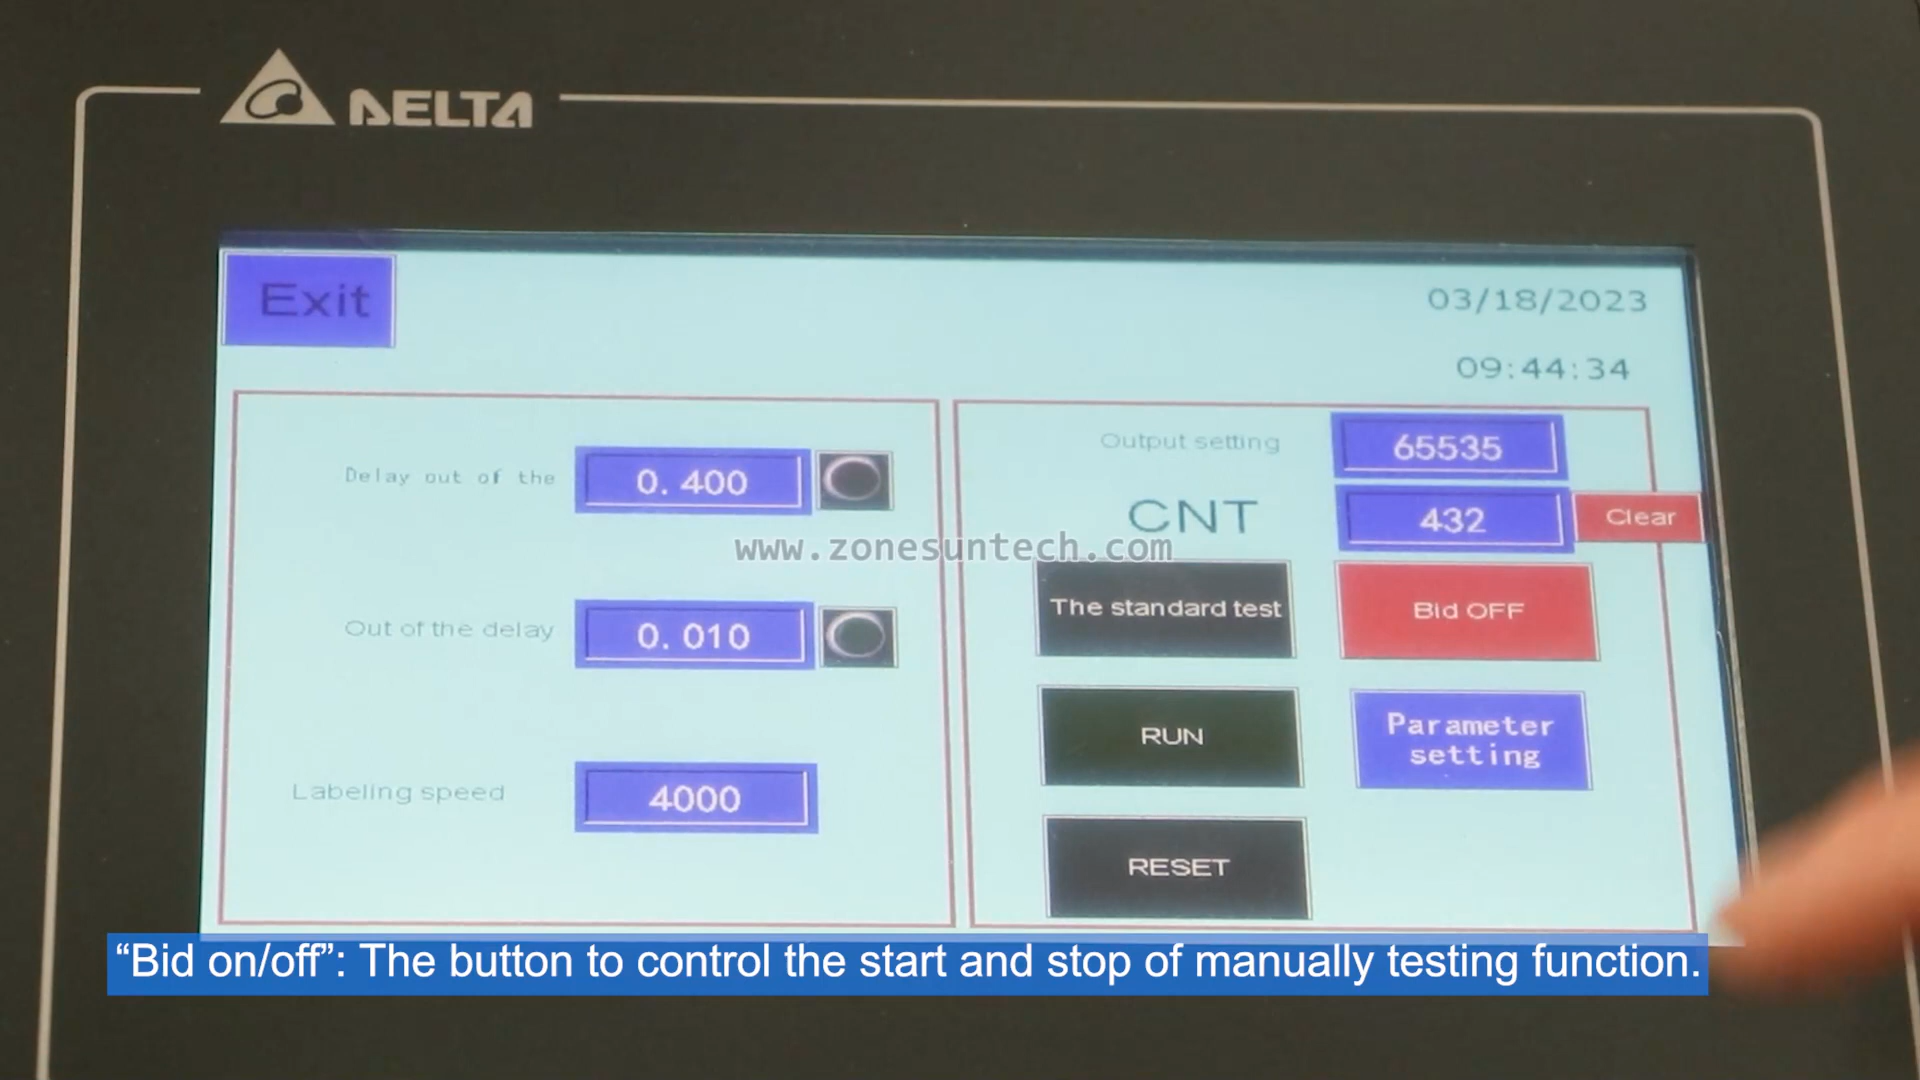 DELTA
Exit
03/18/2023
09:44:34
Delay out of the
0.400
Out of the delay
0.010
Labeling speed
4000
Output setting
65535
CNT
432
Clear
www.zonesuntech.com
The standard test
Bid OFF
RUN
Parameter
setting
RESET
“Bid on/off”: The button to control the start and stop of manually testing function.